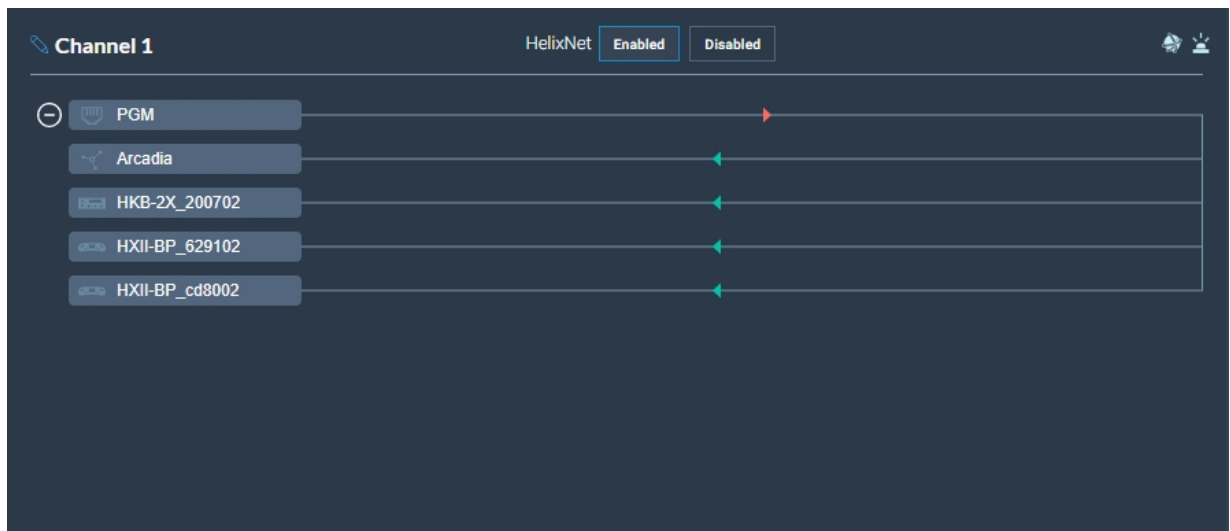 Channel 1
HelixNet Enabled Disabled
PGM
Arcadia
HKB-2X_200702
HXII-BP_629102
HXII-BP_cd8002